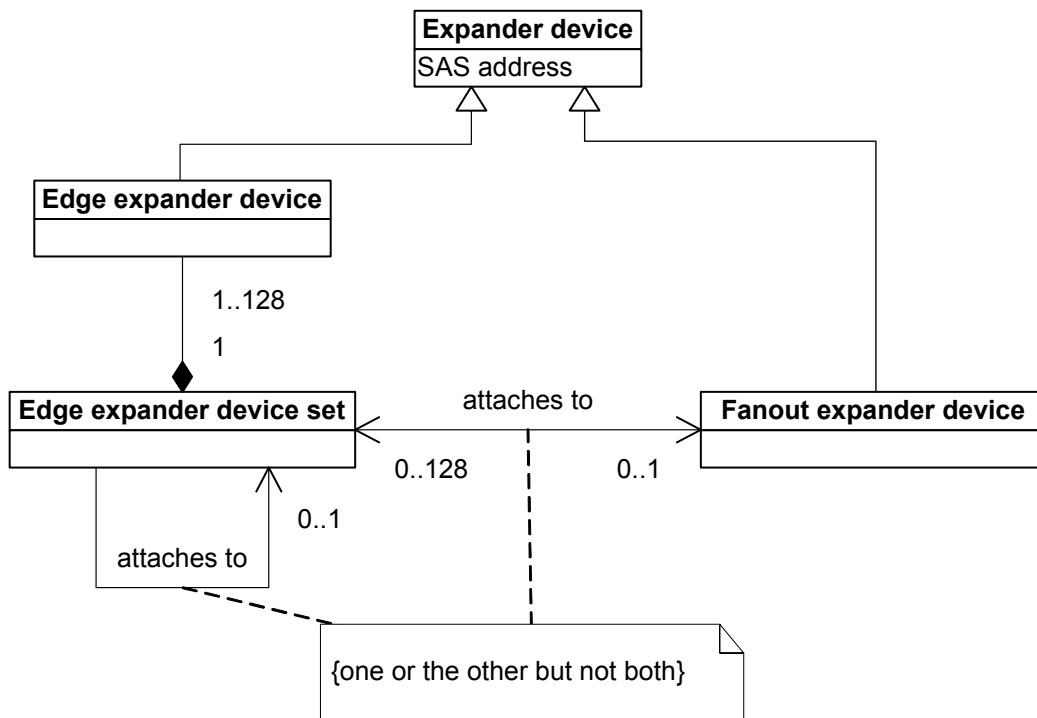 Expander device
SAS address
Edge expander device
1..128
1
Edge expander device set
attaches to
Fanout expander device
0..128
0..1
0..1
attaches to
{one or the other but not both}